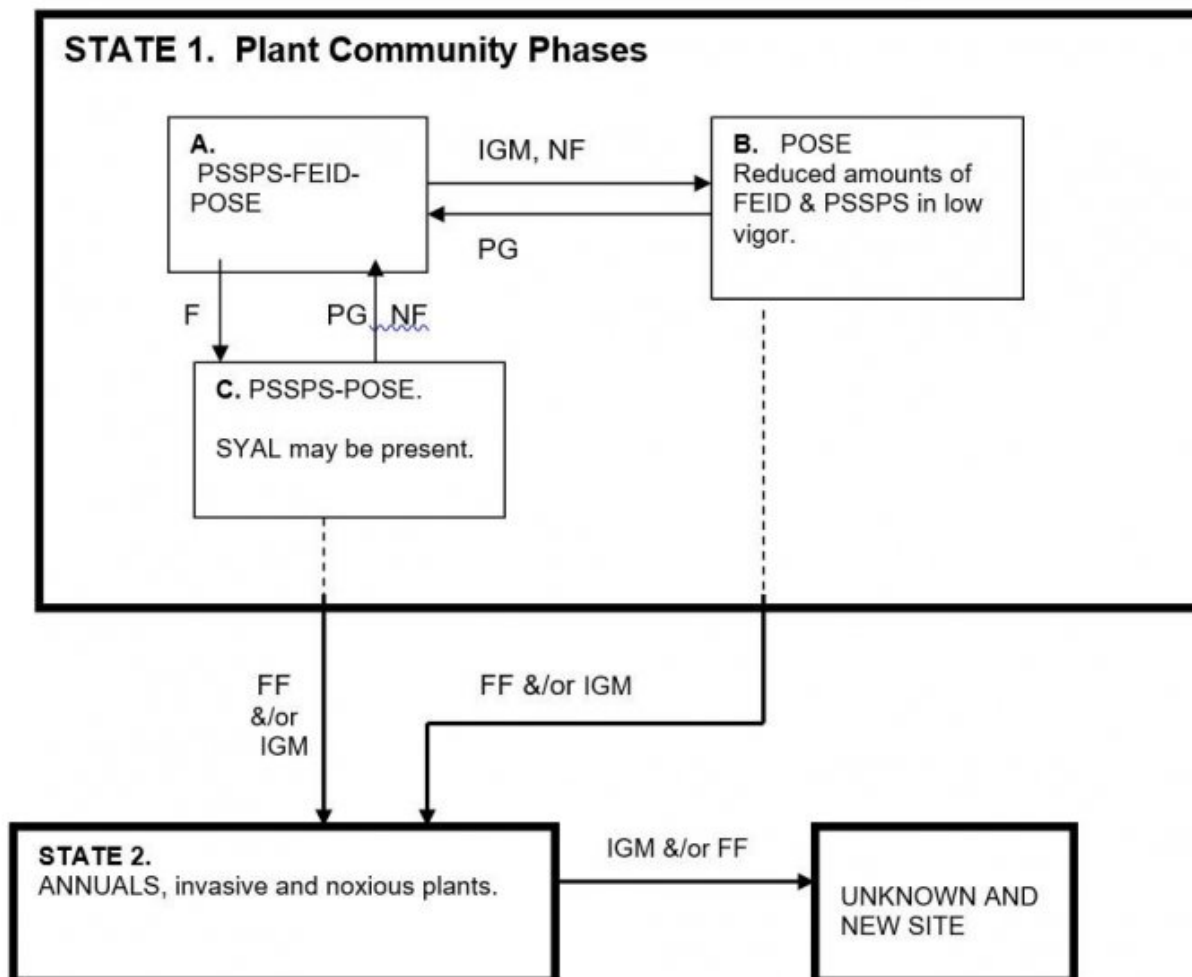 STATE 1. Plant Community Phases
A.
PSSPS-FEID-
POSE
IGM, NF
PG
B. POSE
Reduced amounts of
FEID & PSSPS in low
vigor.
F
PG NF
C. PSSPS-POSE.
SYAL may be present.
FF
&/or
IGM
FF &/or IGM
STATE 2.
ANNUALS, invasive and noxious plants.
IGM &/or FF
UNKNOWN AND
NEW SITE